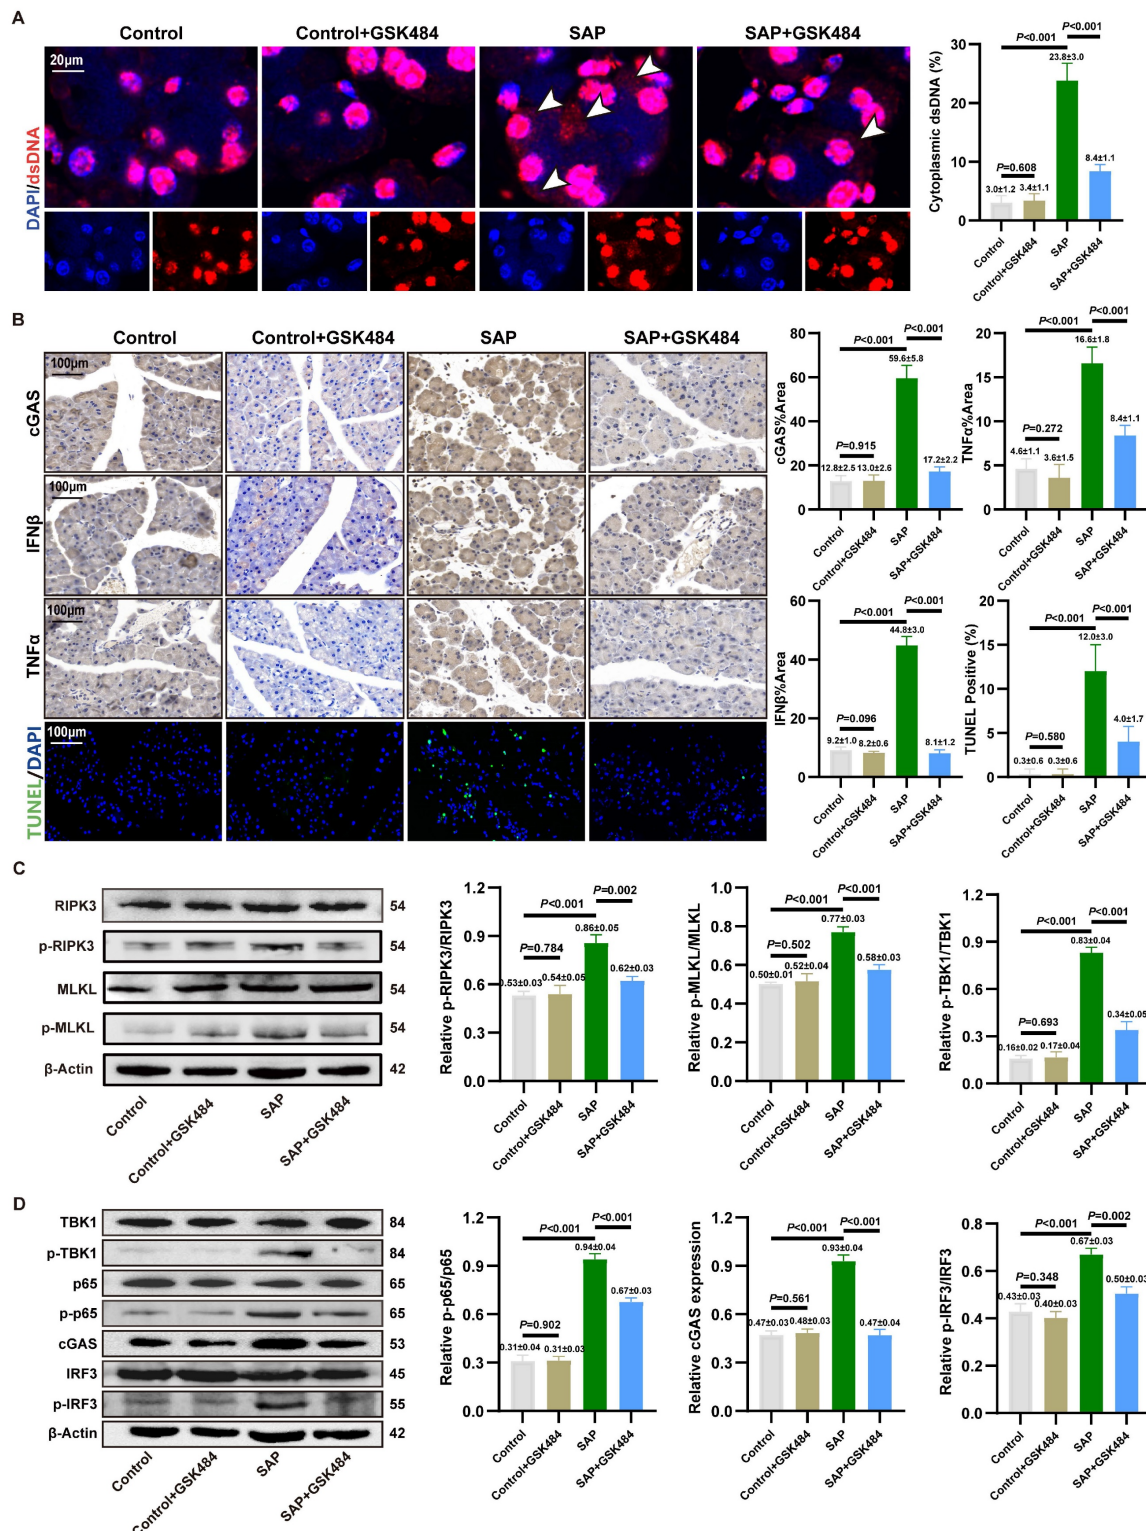 A
Control
Control+GSK484
SAP
SAP+GSK484
20μm
DAPI/dsDNA
Cytoplasmic dsDNA (%)
P<0.001
P<0.001
30
23.8±3.0
20
10
P=0.608
8.4±1.1
3.0±1.2
3.4±1.1
0
Control
Control+GSK484
SAP
SAP+GSK484
B
Control
Control+GSK484
SAP
SAP+GSK484
100μm
cGAS
100μm
IFNβ
100μm
TNFα
100μm
TUNEL/DAPI
cGAS%Area
P<0.001
P<0.001
80
59.6±5.8
60
40
P=0.915
20
12.8±2.5
13.0±2.6
17.2±2.2
0
Control
Control+GSK484
SAP
SAP+GSK484
TNFα%Area
P<0.001
P<0.001
20
16.6±1.8
15
10
P=0.272
8.4±1.1
5
4.6±1.1
3.6±1.5
0
Control
Control+GSK484
SAP
SAP+GSK484
IFNβ%Area
P<0.001
P<0.001
60
44.8±3.0
40
20
P=0.096
9.2±1.0
8.2±0.6
8.1±1.2
0
Control
Control+GSK484
SAP
SAP+GSK484
TUNEL Positive (%)
P<0.001
P<0.001
20
12.0±3.0
15
10
5
P=0.580
4.0±1.7
0.3±0.6
0.3±0.6
0
Control
Control+GSK484
SAP
SAP+GSK484
C
RIPK3 54
p-RIPK3 54
MLKL 54
p-MLKL 54
β-Actin 42
Control
Control+GSK484
SAP
SAP+GSK484
Relative p-RIPK3/RIPK3
P=0.002
P<0.001
1.2
0.86±0.05
0.9
P=0.784
0.62±0.03
0.6
0.53±0.03
0.54±0.05
0.3
0.0
Control
Control+GSK484
SAP
SAP+GSK484
Relative p-MLKL/MLKL
P<0.001
P<0.001
1.0
0.77±0.03
0.8
P=0.502
0.58±0.03
0.6
0.50±0.01
0.52±0.04
0.4
0.2
0.0
Control
Control+GSK484
SAP
SAP+GSK484
Relative p-TBK1/TBK1
P<0.001
P<0.001
1.2
0.83±0.04
0.9
0.6
P=0.693
0.34±0.05
0.3
0.16±0.02
0.17±0.04
0.0
Control
Control+GSK484
SAP
SAP+GSK484
D
TBK1 84
p-TBK1 84
p65 65
p-p65 65
cGAS 53
IRF3 45
p-IRF3 55
β-Actin 42
Control
Control+GSK484
SAP
SAP+GSK484
Relative p-p65/p65
P<0.001
P<0.001
1.2
0.94±0.04
0.9
0.67±0.03
0.6
P=0.902
0.31±0.04
0.31±0.03
0.3
0.0
Control
Control+GSK484
SAP
SAP+GSK484
Relative cGAS expression
P<0.001
P<0.001
1.2
0.93±0.04
0.9
P=0.561
0.6
0.47±0.03
0.48±0.03
0.47±0.04
0.3
0.0
Control
Control+GSK484
SAP
SAP+GSK484
Relative p-IRF3/IRF3
P=0.002
P<0.001
0.8
0.67±0.03
0.6
P=0.348
0.50±0.03
0.43±0.03
0.40±0.03
0.4
0.2
0.0
Control
Control+GSK484
SAP
SAP+GSK484